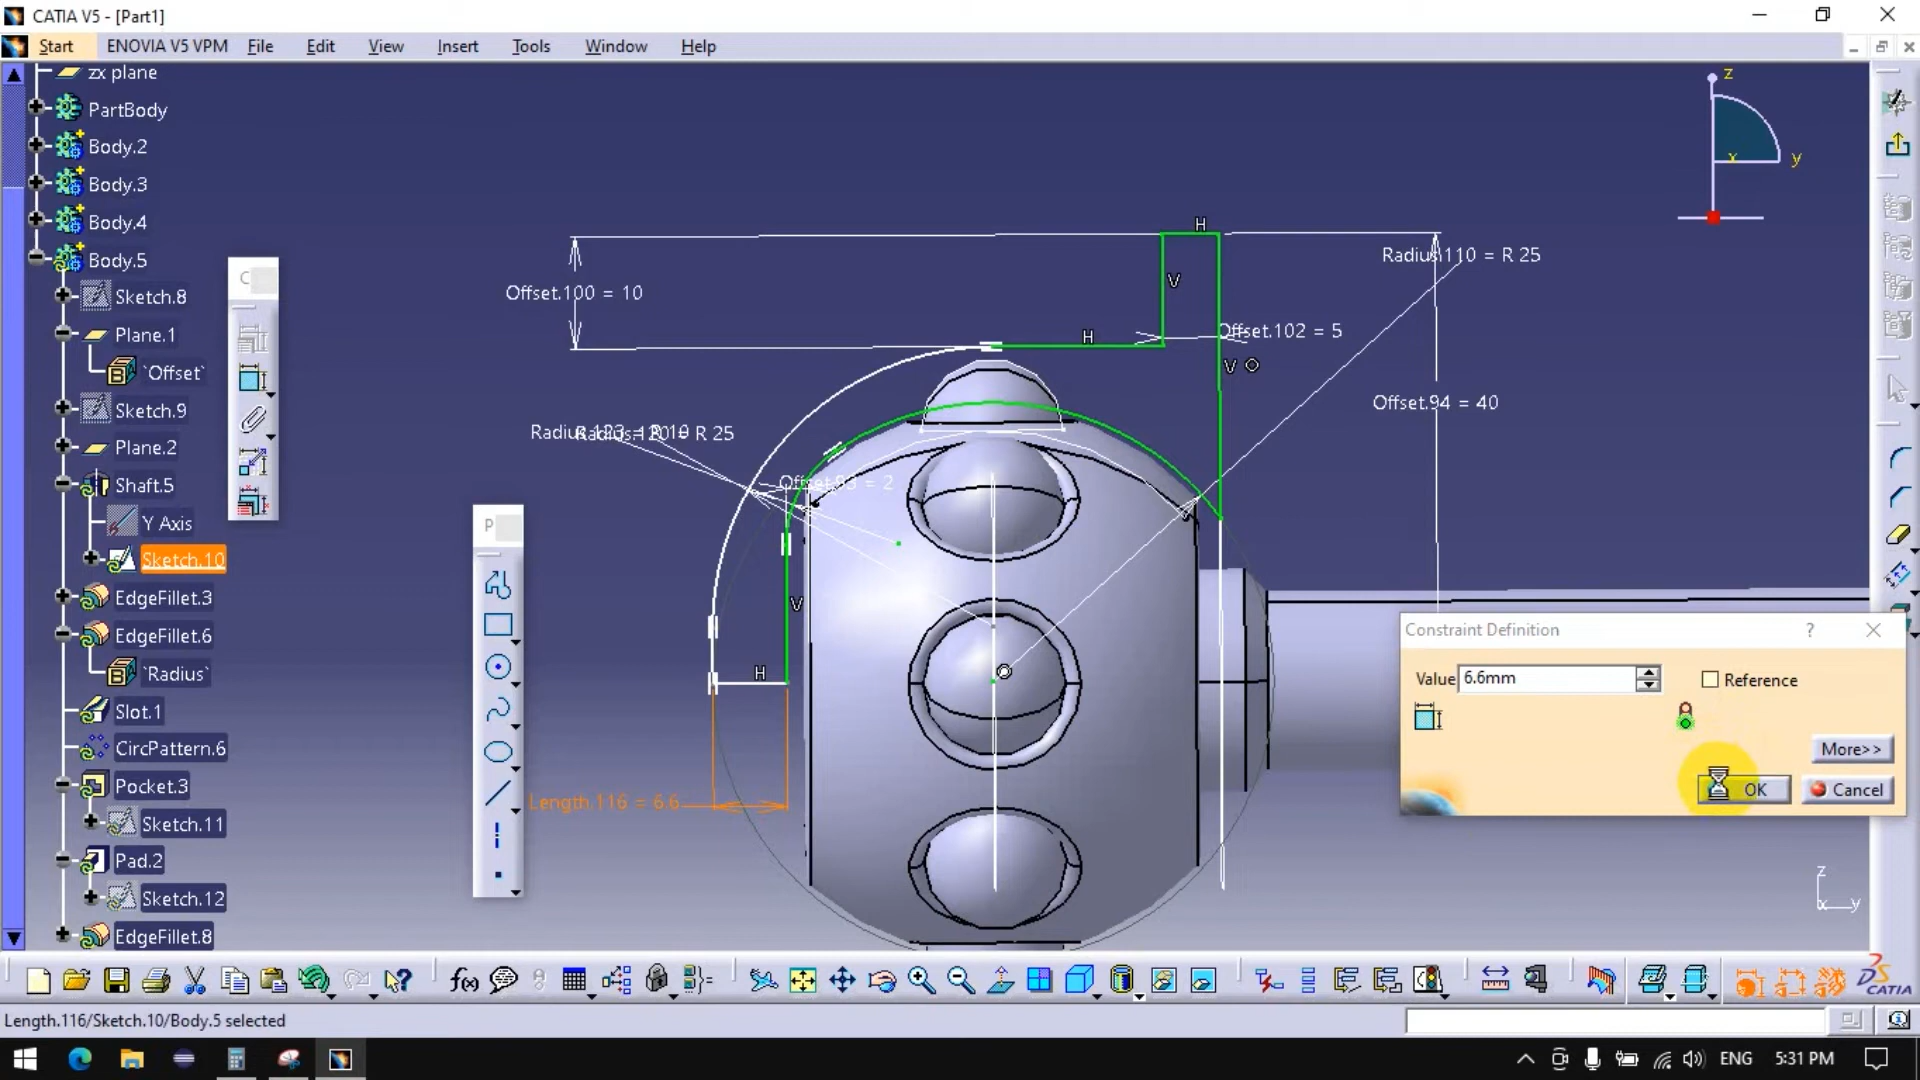 CATIA V5 - [Part1]
Start ENOVIA V5 VPM File Edit View Insert Tools Window Help
zx plane
PartBody
Body.2
Body.3
Body.4
Body.5
Sketch.8
Plane.1
`Offset`
Sketch.9
Plane.2
Shaft.5
Y Axis
Sketch.10
EdgeFillet.3
EdgeFillet.6
`Radius`
Slot.1
CircPattern.6
Pocket.3
Sketch.11
Pad.2
Sketch.12
EdgeFillet.8
C
P
z
x
y
H
Radius.110 = R 25
V
Offset.100 = 10
Offset.102 = 5
H
V
Offset.94 = 40
= R 25
Offset.93 = 2
V
H
Length.116 = 6.6
Constraint Definition ? X
Value 6.6mm
Reference
More>>
OK
Cancel
z
x y
CATIA
Length.116/Sketch.10/Body.5 selected
ENG 5:31 PM